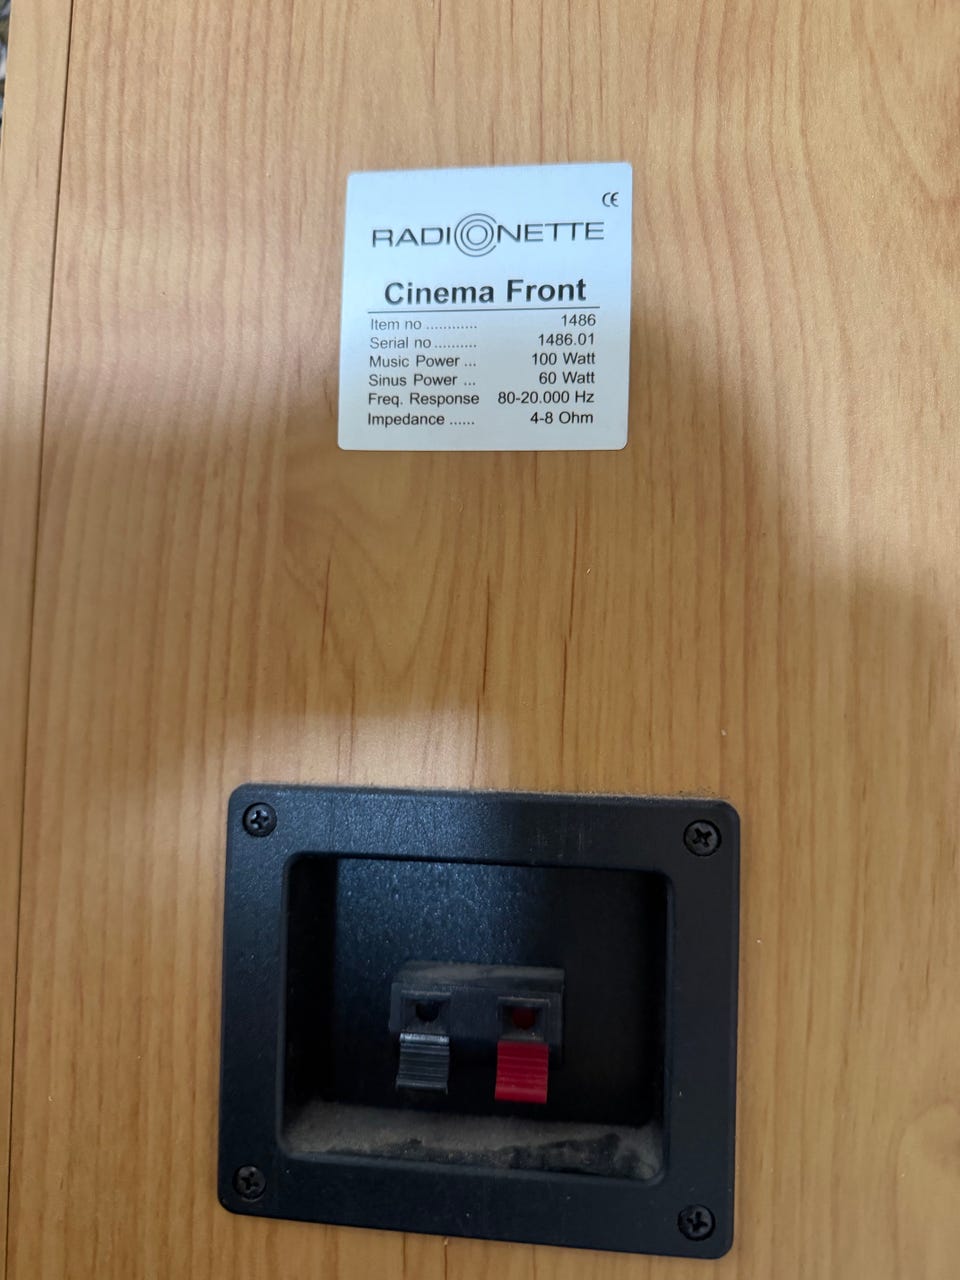 CE
RADIONETTE
Cinema Front
Item no ............ 1486
Serial no .......... 1486.01
Music Power ... 100 Watt
Sinus Power ... 60 Watt
Freq. Response 80-20.000 Hz
Impedance ...... 4-8 Ohm